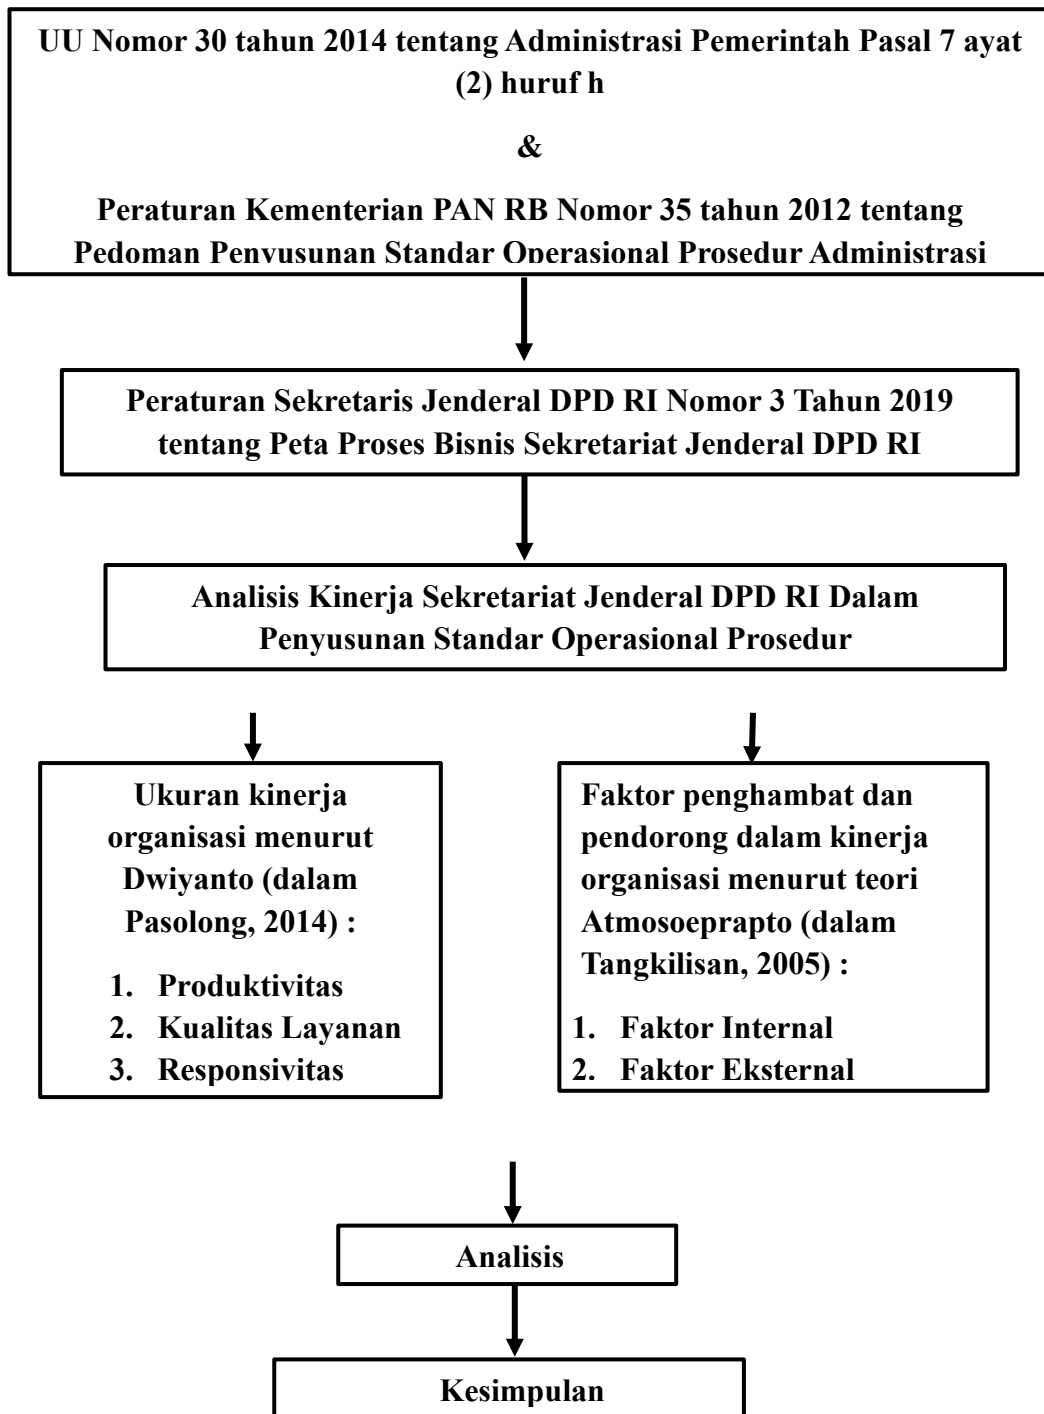 UU Nomor 30 tahun 2014 tentang Administrasi Pemerintah Pasal 7 ayat
(2) huruf h
&
Peraturan Kementerian PAN RB Nomor 35 tahun 2012 tentang
Pedoman Penyusunan Standar Operasional Prosedur Administrasi
Peraturan Sekretaris Jenderal DPD RI Nomor 3 Tahun 2019
tentang Peta Proses Bisnis Sekretariat Jenderal DPD RI
Analisis Kinerja Sekretariat Jenderal DPD RI Dalam
Penyusunan Standar Operasional Prosedur
Ukuran kinerja
organisasi menurut
Dwiyanto (dalam
Pasolong, 2014) :
1. Produktivitas
2. Kualitas Layanan
3. Responsivitas
Faktor penghambat dan
pendorong dalam kinerja
organisasi menurut teori
Atmosoeprapto (dalam
Tangkilisan, 2005) :
1. Faktor Internal
2. Faktor Eksternal
Analisis
Kesimpulan